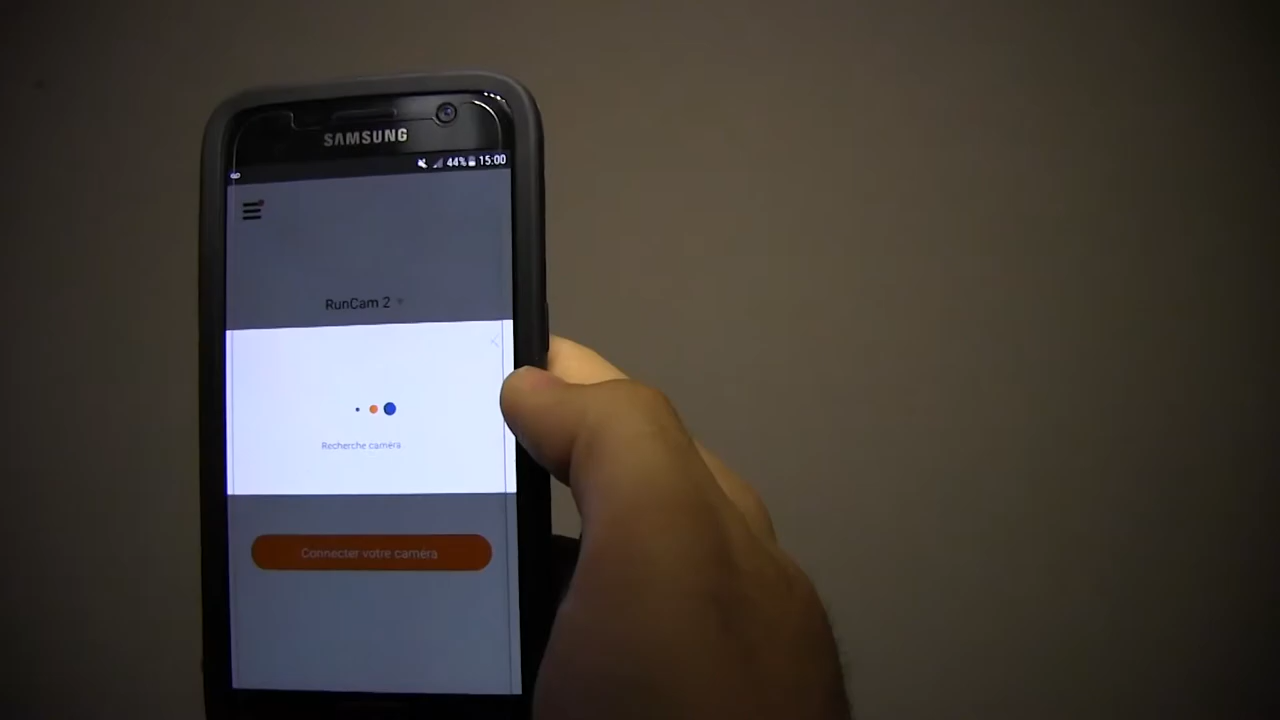 SAMSUNG
44% 15:00
RunCam 2
Recherche caméra
Connecter votre caméra